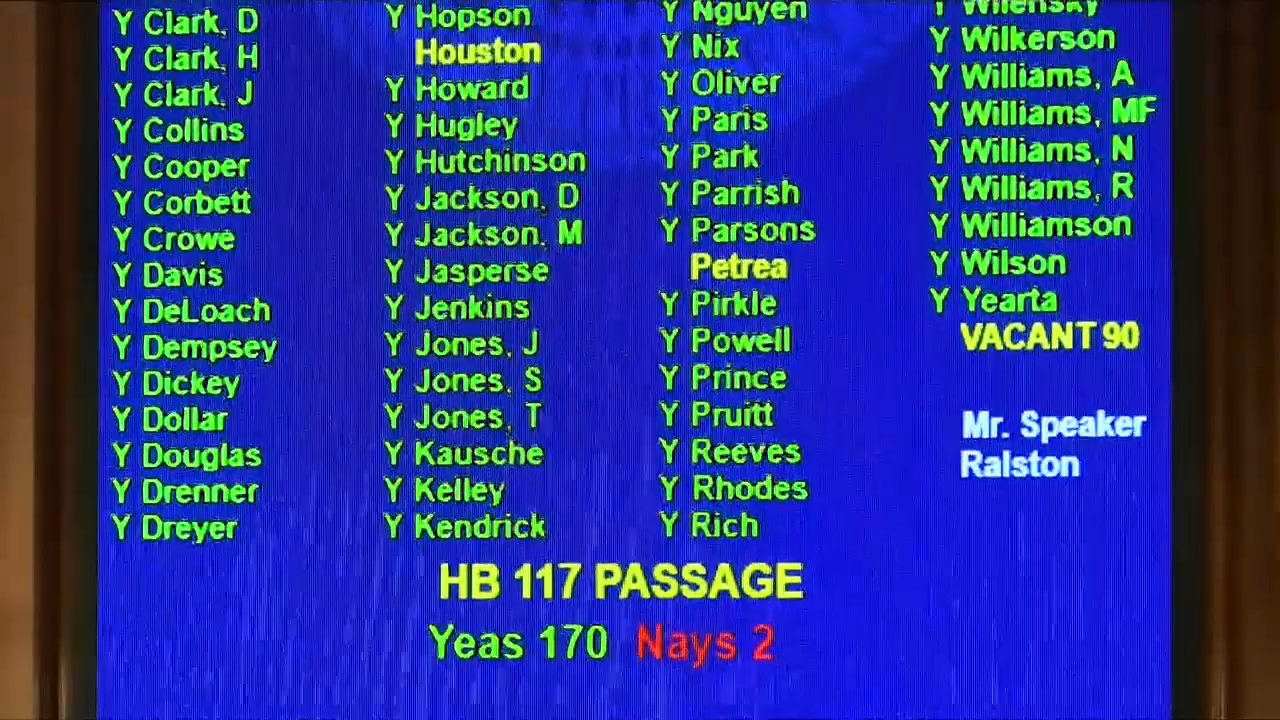 Y Clark, D
Y Clark, H
Y Clark, J
Y Collins
Y Cooper
Y Corbett
Y Crowe
Y Davis
Y DeLoach
Y Dempsey
Y Dickey
Y Dollar
Y Douglas
Y Drenner
Y Dreyer
Y Hopson
Houston
Y Howard
Y Hugley
Y Hutchinson
Y Jackson, D
Y Jackson, M
Y Jasperse
Y Jenkins
Y Jones, J
Y Jones, S
Y Jones, T
Y Kausche
Y Kelley
Y Kendrick
Y Nguyen
Y Nix
Y Oliver
Y Paris
Y Park
Y Parrish
Y Parsons
Petrea
Y Pirkle
Y Powell
Y Prince
Y Pruitt
Y Reeves
Y Rhodes
Y Rich
Y Wilensky
Y Wilkerson
Y Williams, A
Y Williams, MF
Y Williams, N
Y Williams, R
Y Williamson
Y Wilson
Y Yearta
VACANT 90
Mr. Speaker
Ralston
HB 117 PASSAGE
Yeas 170 Nays 2